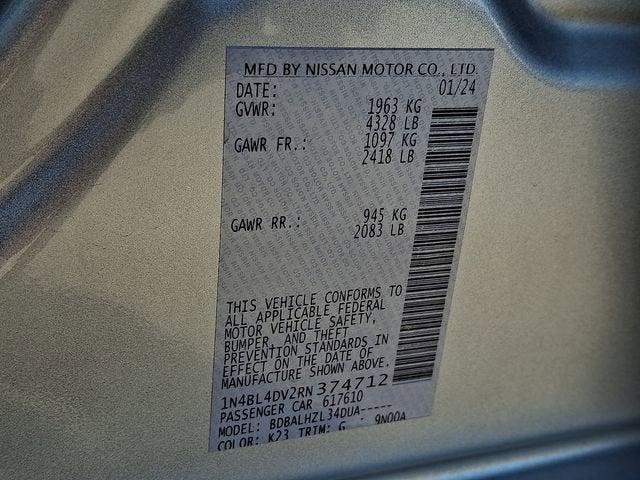 MFD BY NISSAN MOTOR CO., LTD.
DATE: 01/24
GVWR: 1963 KG
4328 LB
GAWR FR.: 1097 KG
2418 LB
GAWR RR.: 945 KG
2083 LB
THIS VEHICLE CONFORMS TO
ALL APPLICABLE FEDERAL
MOTOR VEHICLE SAFETY,
BUMPER, AND THEFT
PREVENTION STANDARDS IN
EFFECT ON THE DATE OF
MANUFACTURE SHOWN ABOVE.
1N4BL4DV2RN374712
PASSENGER CAR 617610
MODEL: BDBALHZL34DUA-----
COLOR: K23 TRIM: G 9N00A